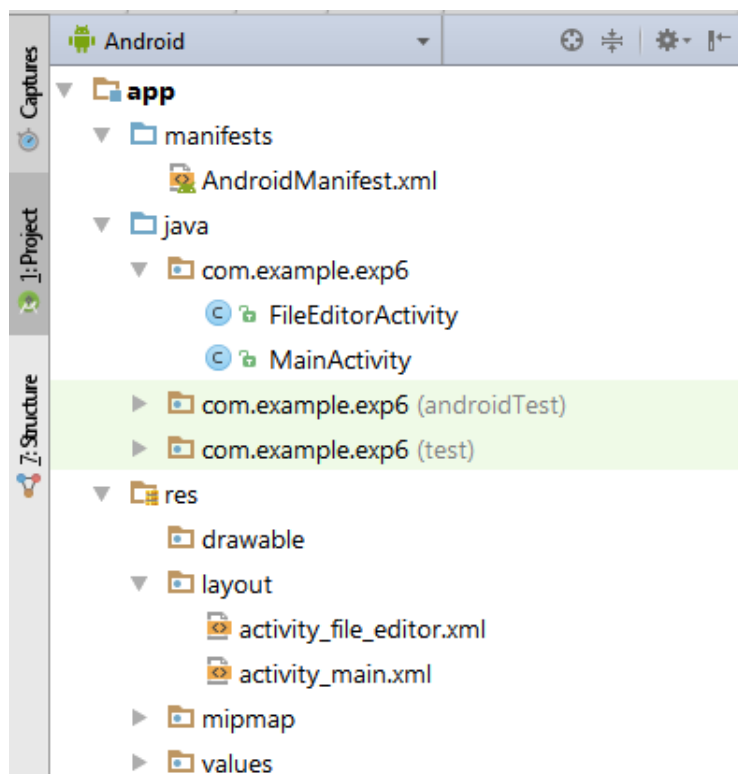 Android
Captures
1: Project
7: Structure
app
manifests
AndroidManifest.xml
java
com.example.exp6
FileEditorActivity
MainActivity
com.example.exp6 (androidTest)
com.example.exp6 (test)
res
drawable
layout
activity_file_editor.xml
activity_main.xml
mipmap
values